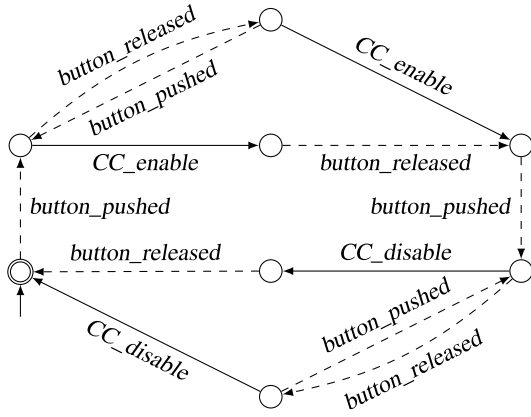 button_released
CC_enable
button_pushed
CC_enable
button_released
button_pushed
button_pushed
button_released
CC_disable
CC_disable
button_pushed
button_released